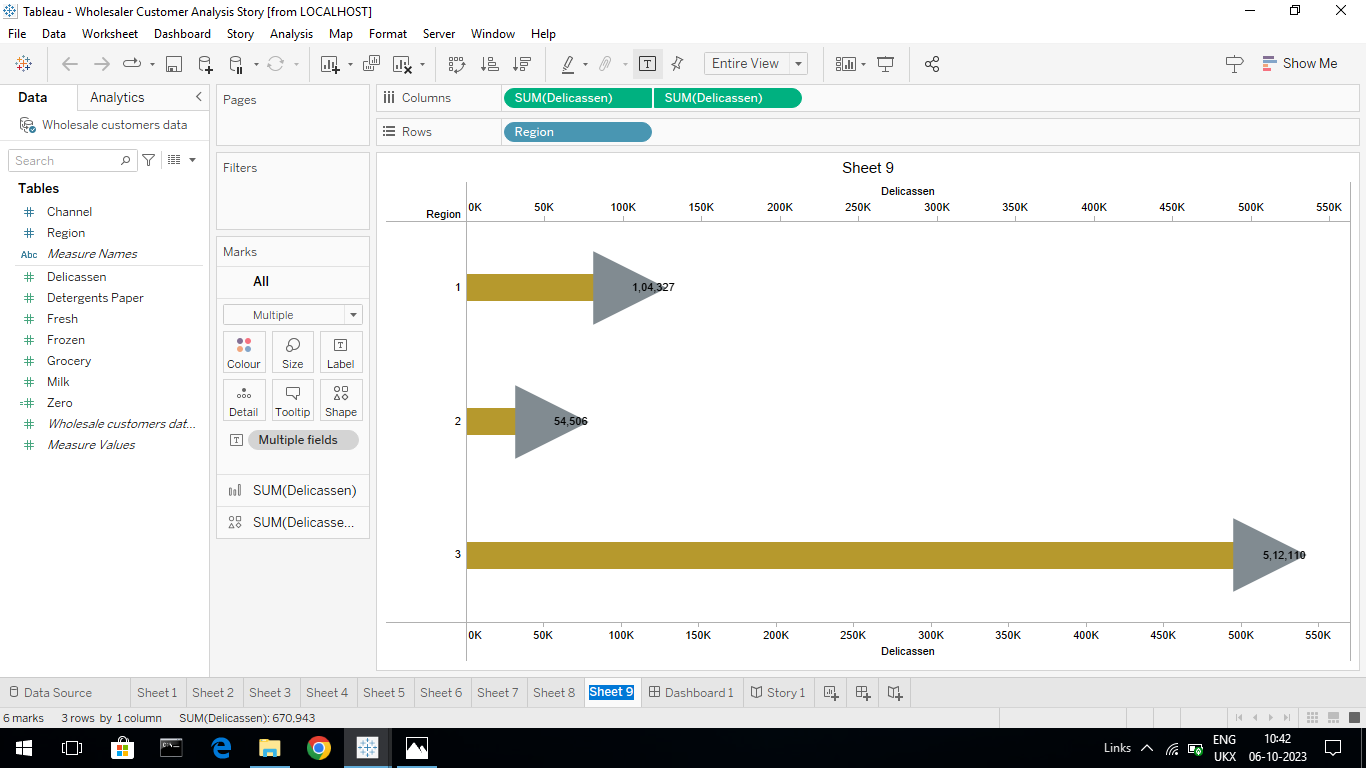 Tableau - Wholesaler Customer Analysis Story [from LOCALHOST]
File Data Worksheet Dashboard Story Analysis Map Format Server Window Help
Entire View
Show Me
Data Analytics
Wholesale customers data
Search
Tables
Channel
Region
Abc Measure Names
Delicassen
Detergents Paper
Fresh
Frozen
Grocery
Milk
Zero
Wholesale customers dat...
Measure Values
Pages
Filters
Marks
All
Multiple
Colour Size Label
Detail Tooltip Shape
Multiple fields
SUM(Delicassen)
SUM(Delicasse...
Columns SUM(Delicassen) SUM(Delicassen)
Rows Region
Sheet 9
Delicassen
Region 0K 50K 100K 150K 200K 250K 300K 350K 400K 450K 500K 550K
1 1,04,327
2 54,506
3 5,12,110
0K 50K 100K 150K 200K 250K 300K 350K 400K 450K 500K 550K
Delicassen
Data Source Sheet 1 Sheet 2 Sheet 3 Sheet 4 Sheet 5 Sheet 6 Sheet 7 Sheet 8 Sheet 9 Dashboard 1 Story 1
6 marks 3 rows by 1 column SUM(Delicassen): 670,943
Links ENG 10:42
UKX 06-10-2023